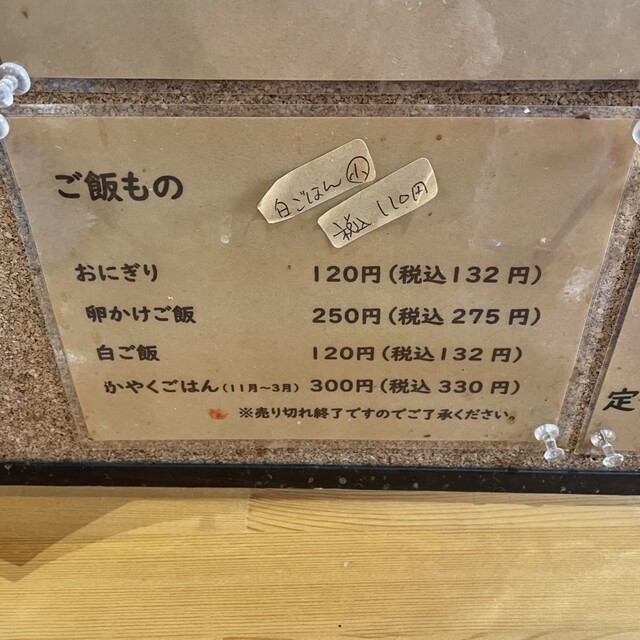 ご飯もの
白ごはん 小
税込 110円
おにぎり 120円(税込132円)
卵かけご飯 250円(税込275円)
白ご飯 120円(税込132円)
かやくごはん(11月~3月) 300円(税込330円)
※売り切れ終了ですのでご了承ください。
定